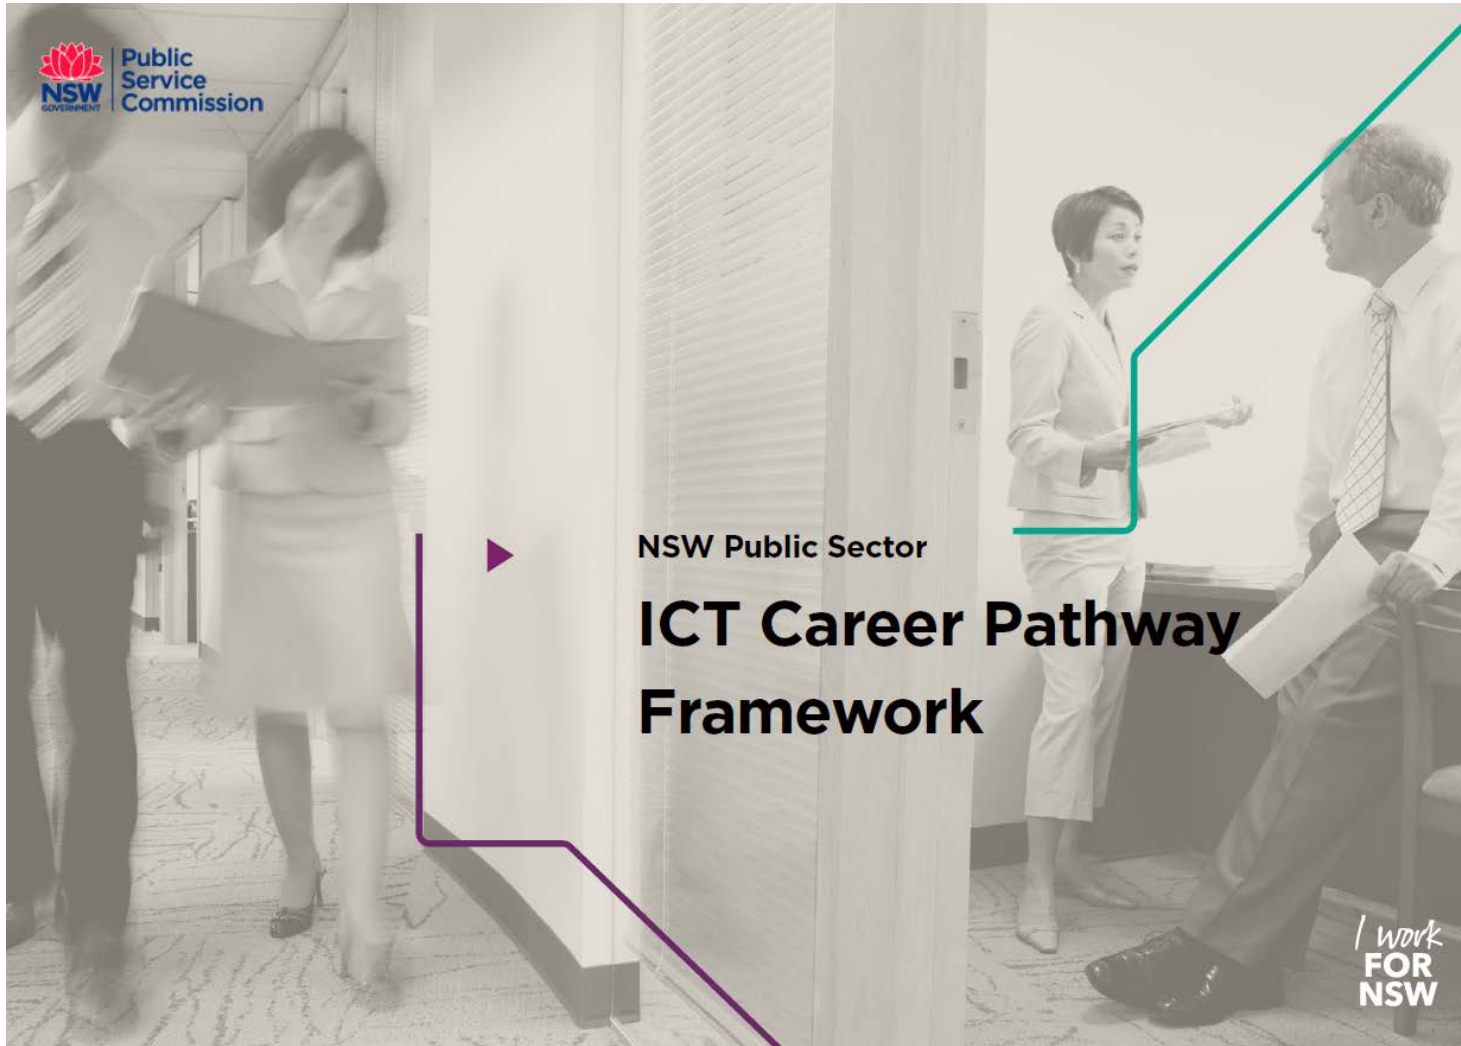 Public
Service
Commission
NSW
GOVERNMENT
NSW Public Sector
ICT Career Pathway
Framework
I work
FOR
NSW